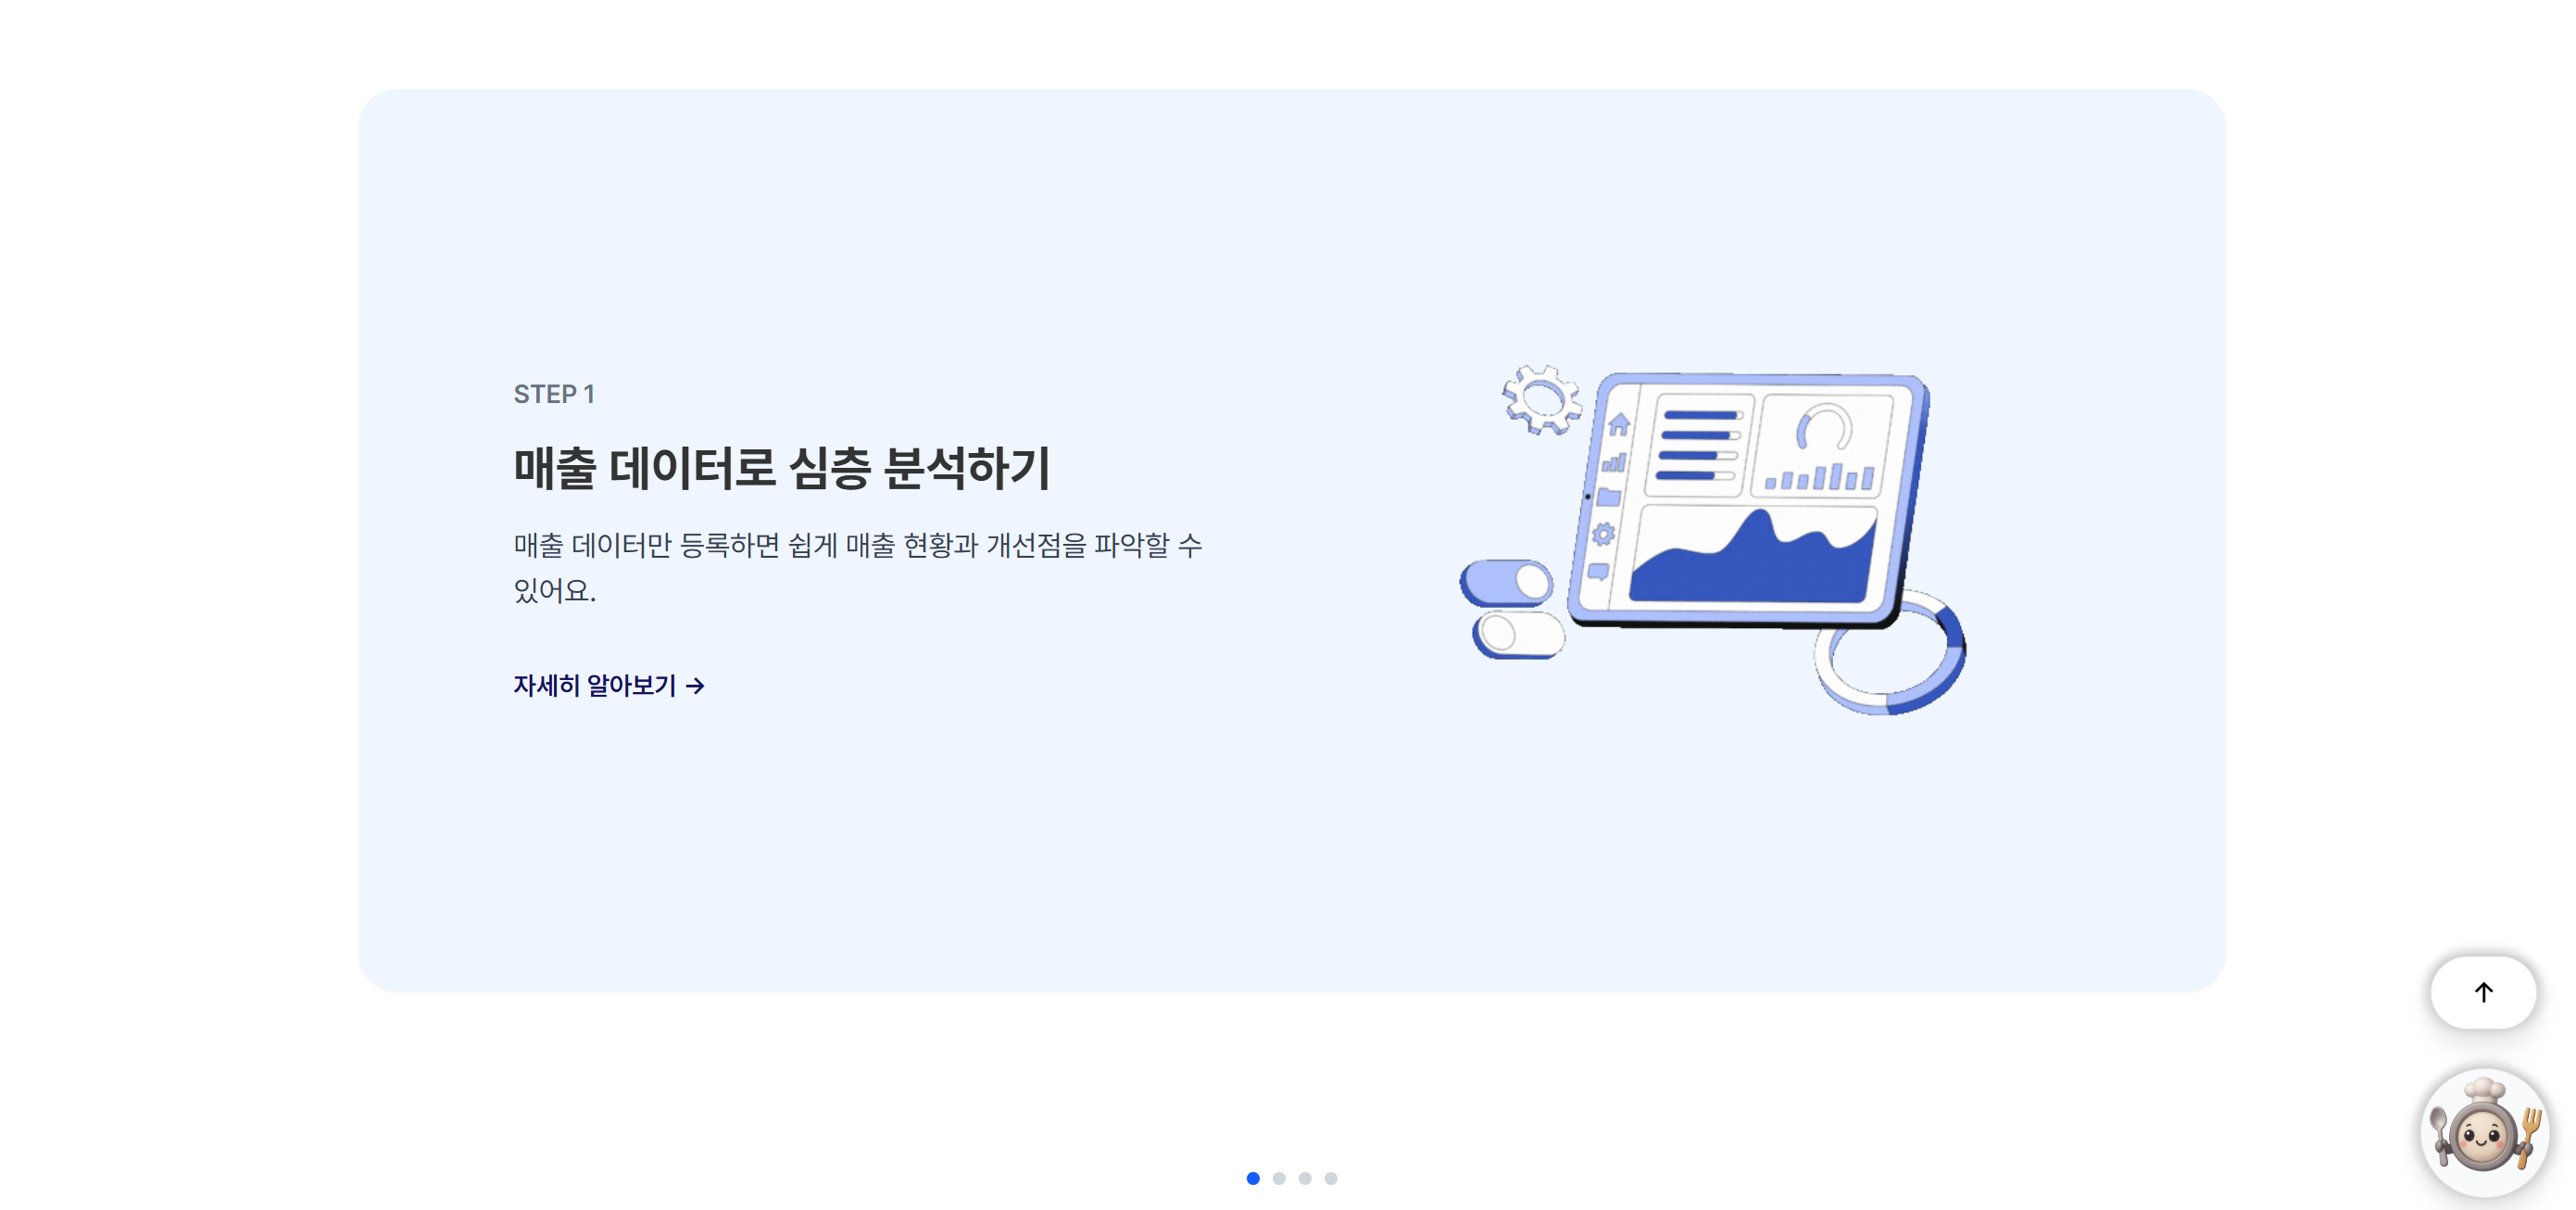 STEP 1
매출 데이터로 심층 분석하기
매출 데이터만 등록하면 쉽게 매출 현황과 개선점을 파악할 수
있어요.
자세히 알아보기 →